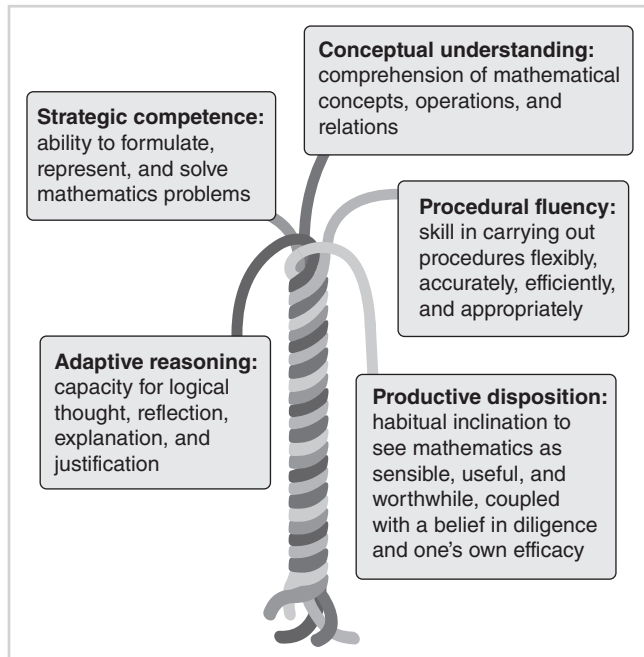 Conceptual understanding:
comprehension of mathematical
concepts, operations, and
relations
Strategic competence:
ability to formulate,
represent, and solve
mathematics problems
Procedural fluency:
skill in carrying out
procedures flexibly,
accurately, efficiently,
and appropriately
Adaptive reasoning:
capacity for logical
thought, reflection,
explanation, and
justification
Productive disposition:
habitual inclination to
see mathematics as
sensible, useful, and
worthwhile, coupled
with a belief in diligence
and one’s own efficacy